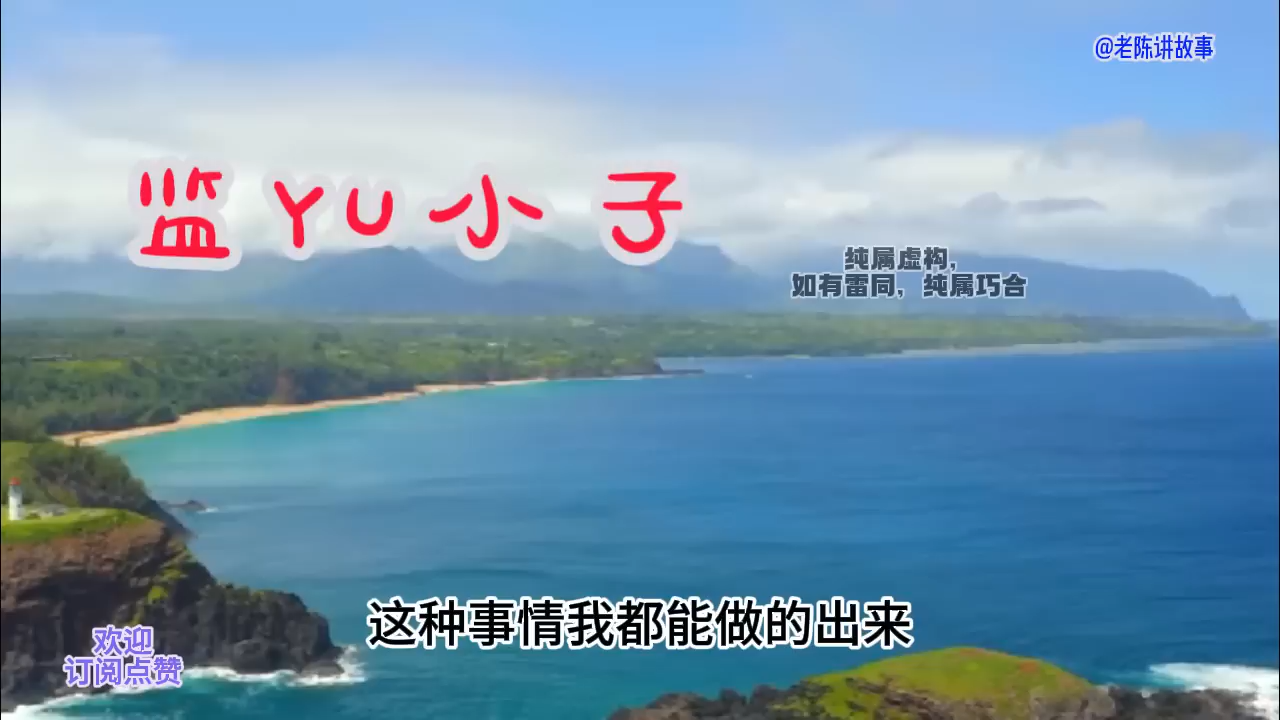 @老陈讲故事
监YU小子
纯属虚构,
如有雷同，纯属巧合
这种事情我都能做的出来
欢迎
订阅点赞